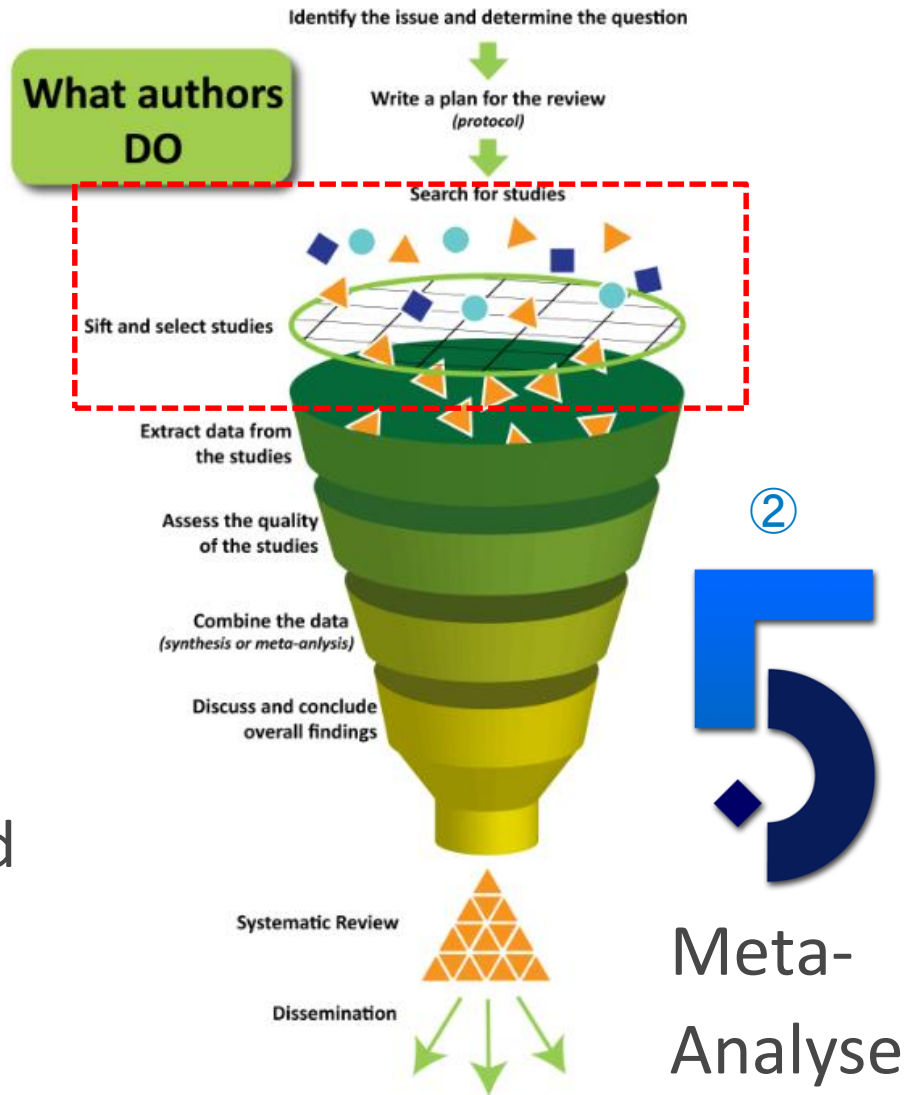 Identify the issue and determine the question
What authors
DO
Write a plan for the review
(protocol)
Search for studies
Sift and select studies
Extract data from
the studies
Assess the quality
of the studies
②
Combine the data
(synthesis or meta-anlysis)
Discuss and conclude
overall findings
5
d
Systematic Review
Meta-
Analyse
Dissemination